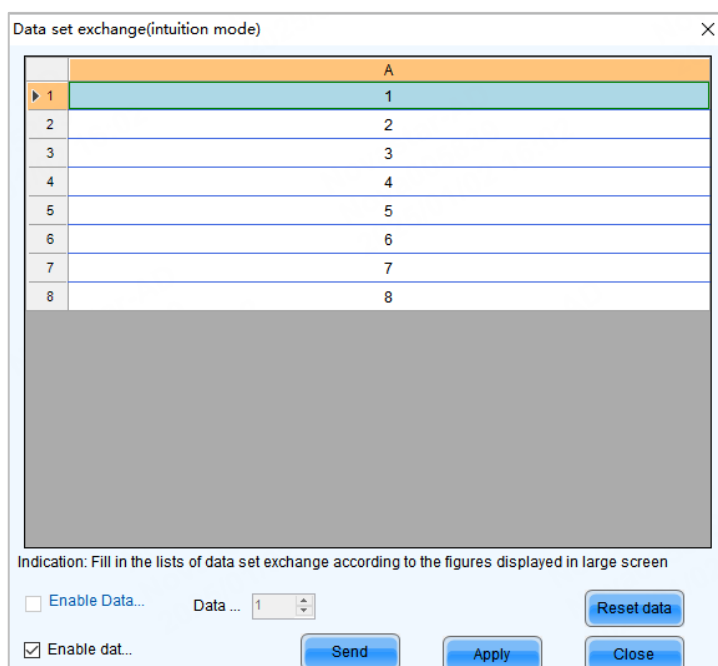 Data set exchange(intuition mode)
A
1 1
2 2
3 3
4 4
5 5
6 6
7 7
8 8
Indication: Fill in the lists of data set exchange according to the figures displayed in large screen
Enable Data... Data ... 1 Reset data
Enable dat... Send Apply Close